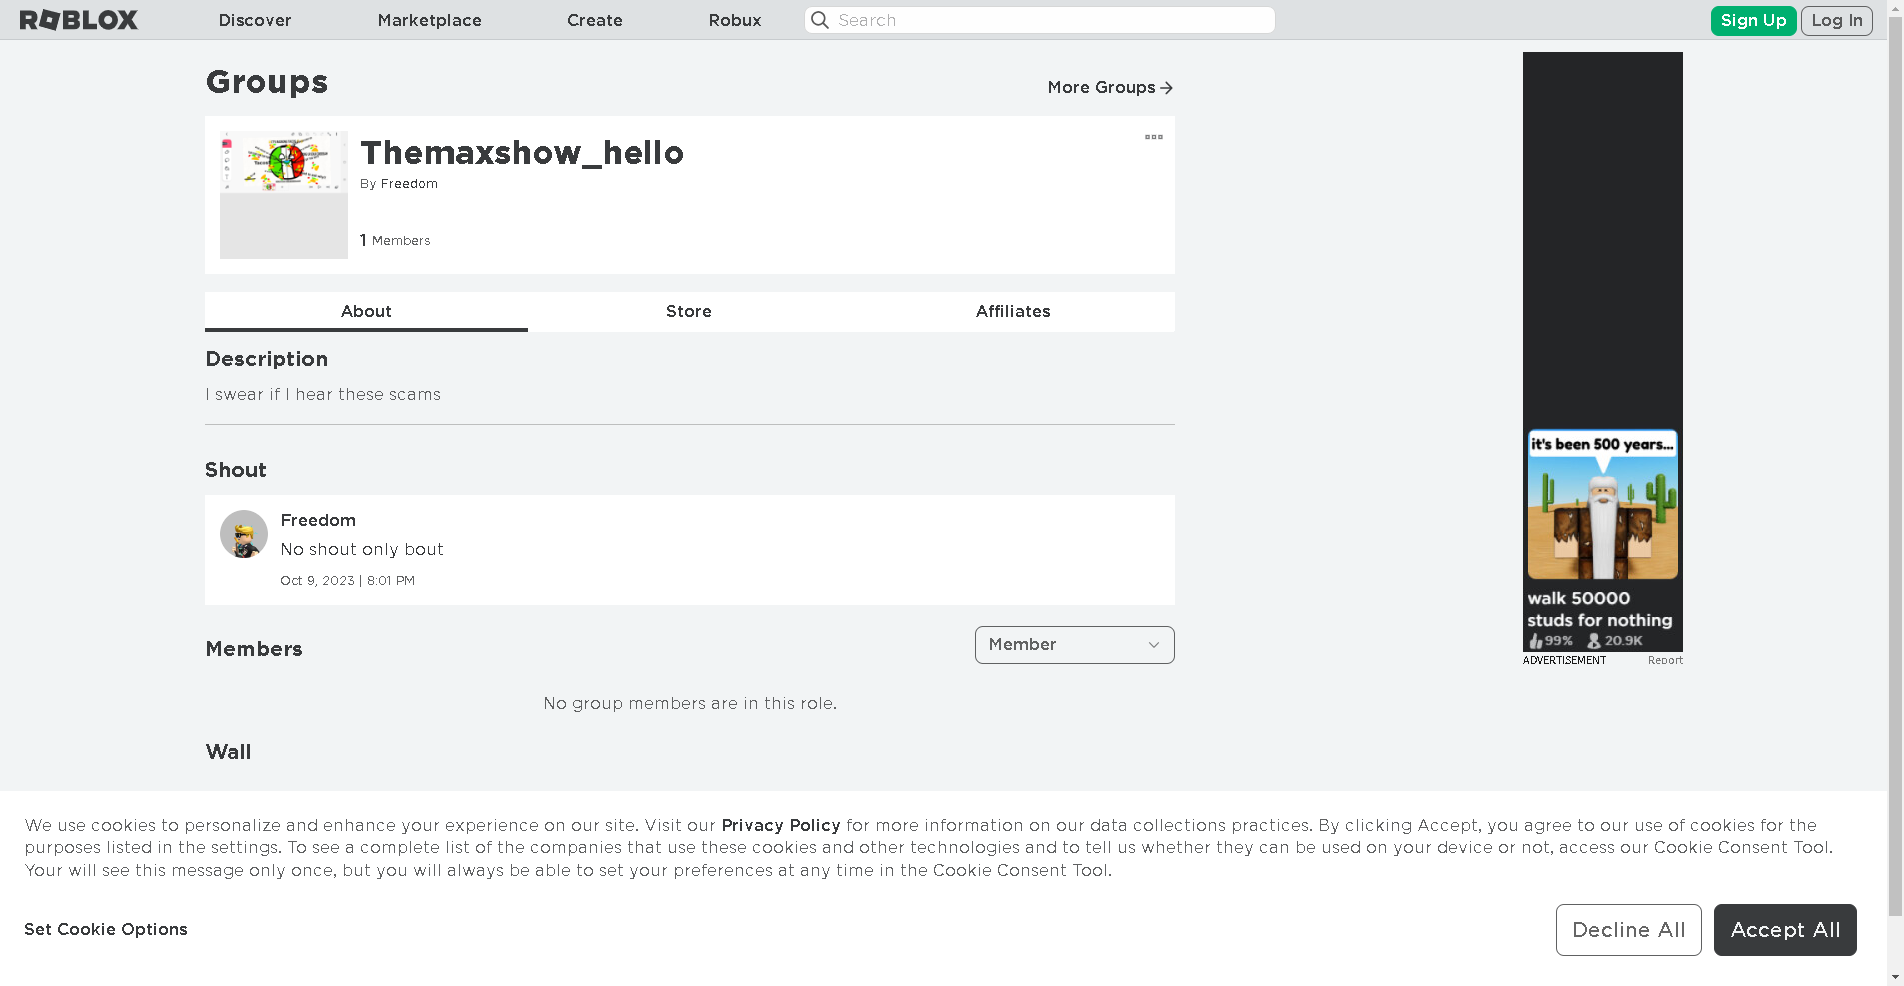 ROBLOX
Discover
Marketplace
Create
Robux
Search
Sign Up
Log In
Groups
More Groups
Themaxshow_hello
By Freedom
1 Members
About
Store
Affiliates
Description
I swear if I hear these scams
Shout
Freedom
No shout only bout
Oct 9, 2023 | 8:01 PM
Members
Member
No group members are in this role.
Wall
it's been 500 years...
walk 50000
studs for nothing
99% 20.9K
ADVERTISEMENT
Report
We use cookies to personalize and enhance your experience on our site. Visit our Privacy Policy for more information on our data collections practices. By clicking Accept, you agree to our use of cookies for the
purposes listed in the settings. To see a complete list of the companies that use these cookies and other technologies and to tell us whether they can be used on your device or not, access our Cookie Consent Tool.
Your will see this message only once, but you will always be able to set your preferences at any time in the Cookie Consent Tool.
Set Cookie Options
Decline All
Accept All